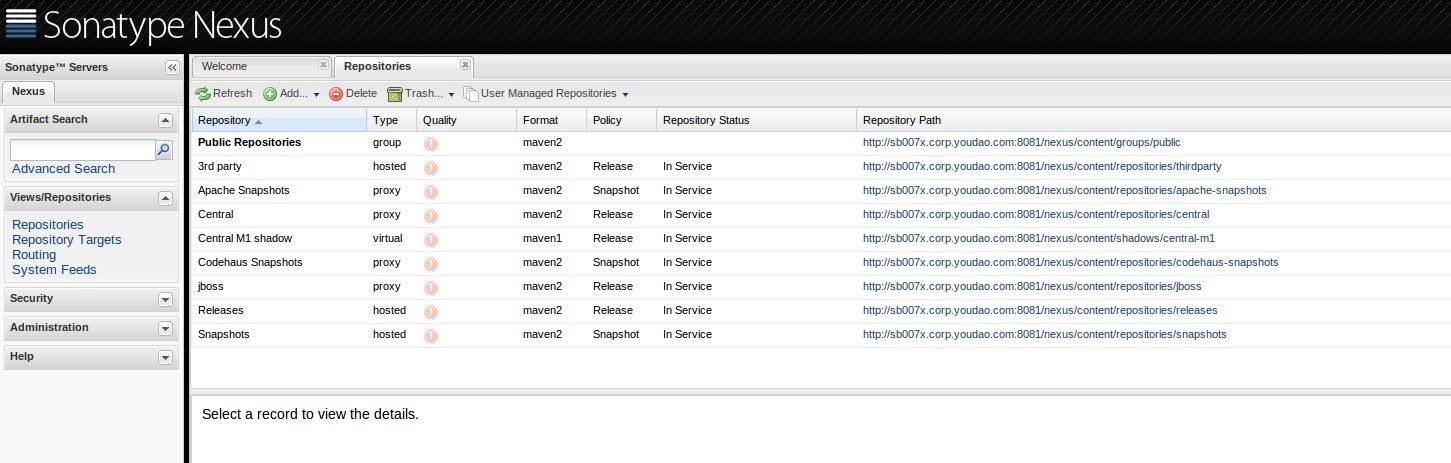 Sonatype Nexus
Sonatype™ Servers
Nexus
Artifact Search
Advanced Search
Views/Repositories
Repositories
Repository Targets
Routing
System Feeds
Security
Administration
Help
Welcome Repositories
Refresh Add... Delete Trash... User Managed Repositories
Repository Type Quality Format Policy Repository Status Repository Path
Public Repositories group maven2 http://sb007x.corp.youdao.com:8081/nexus/content/groups/public
3rd party hosted maven2 Release In Service http://sb007x.corp.youdao.com:8081/nexus/content/repositories/thirdparty
Apache Snapshots proxy maven2 Snapshot In Service http://sb007x.corp.youdao.com:8081/nexus/content/repositories/apache-snapshots
Central proxy maven2 Release In Service http://sb007x.corp.youdao.com:8081/nexus/content/repositories/central
Central M1 shadow virtual maven1 Release In Service http://sb007x.corp.youdao.com:8081/nexus/content/shadows/central-m1
Codehaus Snapshots proxy maven2 Snapshot In Service http://sb007x.corp.youdao.com:8081/nexus/content/repositories/codehaus-snapshots
jboss proxy maven2 Release In Service http://sb007x.corp.youdao.com:8081/nexus/content/repositories/jboss
Releases hosted maven2 Release In Service http://sb007x.corp.youdao.com:8081/nexus/content/repositories/releases
Snapshots hosted maven2 Snapshot In Service http://sb007x.corp.youdao.com:8081/nexus/content/repositories/snapshots
Select a record to view the details.